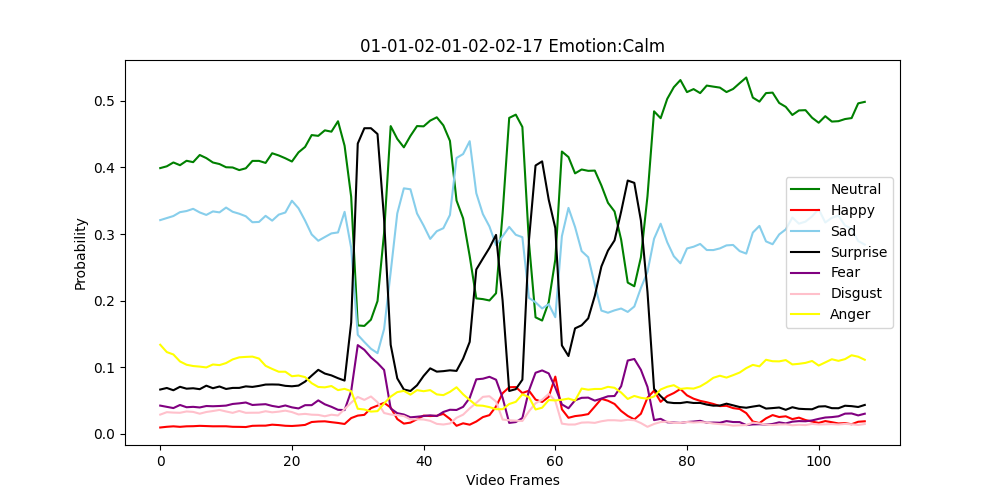 01-01-02-01-02-02-17 Emotion:Calm
Probability
0.5
0.4
0.3
0.2
0.1
0.0
0 20 40 60 80 100
Video Frames
Neutral
Happy
Sad
Surprise
Fear
Disgust
Anger